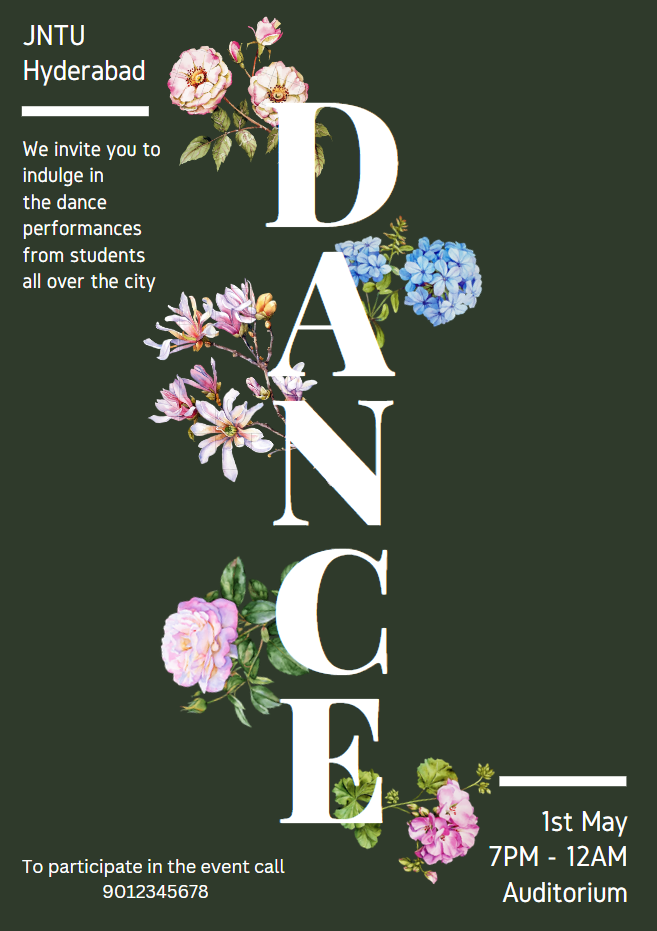 JNTU
Hyderabad
We invite you to
indulge in
the dance
performances
from students
all over the city
D
A
N
C
E
1st May
7PM - 12AM
Auditorium
To participate in the event call
9012345678